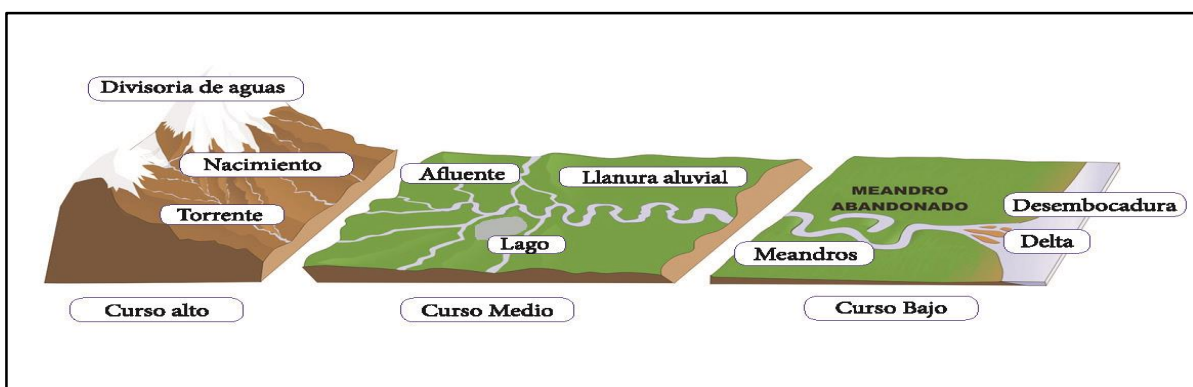 Divisoria de aguas
Nacimiento
Torrente
Curso alto
Afluente
Llanura aluvial
Lago
Curso Medio
MEANDRO
ABANDONADO
Desembocadura
Delta
Meandros
Curso Bajo